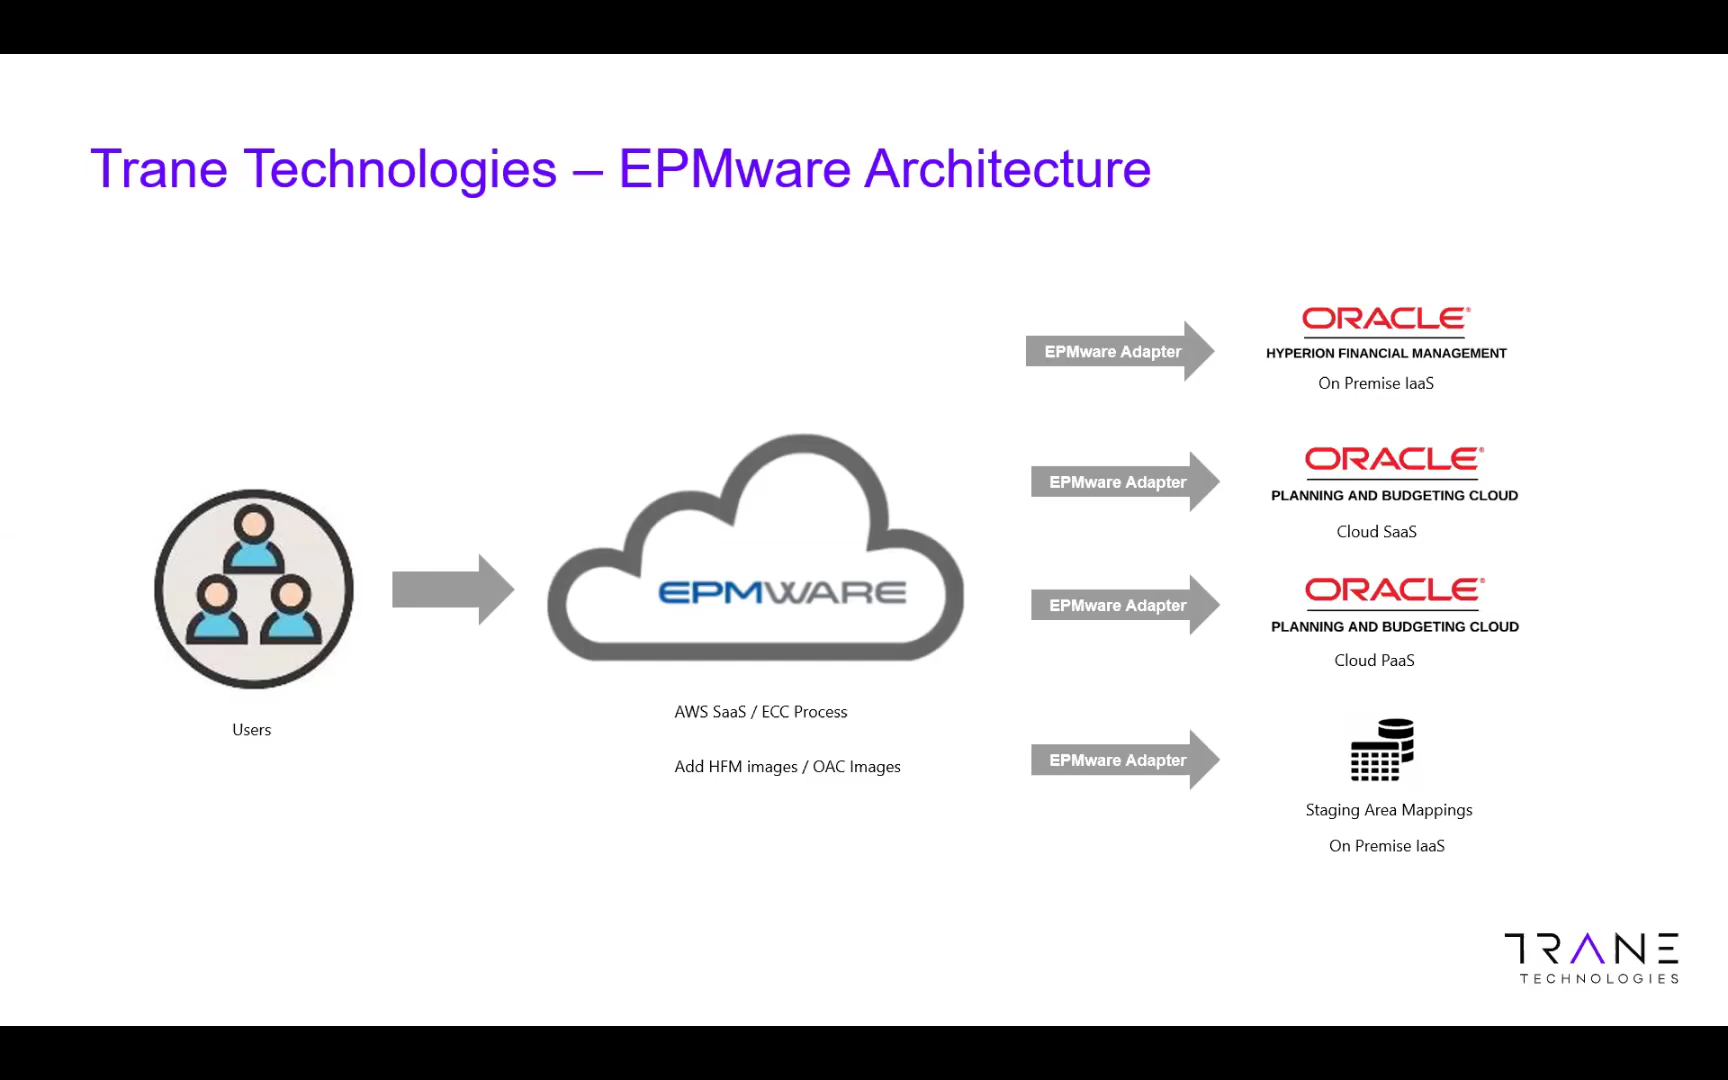 Trane Technologies – EPMware Architecture
EPMware Adapter
ORACLE®
HYPERION FINANCIAL MANAGEMENT
On Premise IaaS
EPMware Adapter
ORACLE®
PLANNING AND BUDGETING CLOUD
Cloud SaaS
EPMWARE
EPMware Adapter
ORACLE®
PLANNING AND BUDGETING CLOUD
Cloud PaaS
Users
AWS SaaS / ECC Process
Add HFM images / OAC Images
EPMware Adapter
Staging Area Mappings
On Premise IaaS
TRANE
TECHNOLOGIES